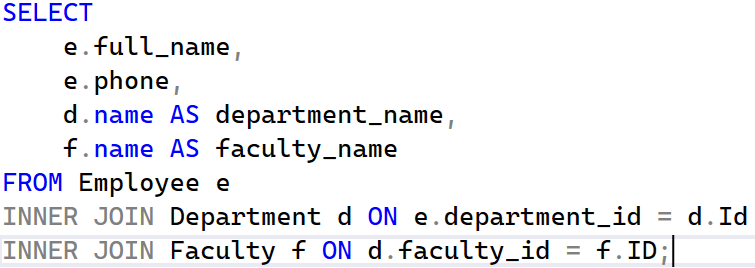 SELECT
    e.full_name,
    e.phone,
    d.name AS department_name,
    f.name AS faculty_name
FROM Employee e
INNER JOIN Department d ON e.department_id = d.Id
INNER JOIN Faculty f ON d.faculty_id = f.ID;